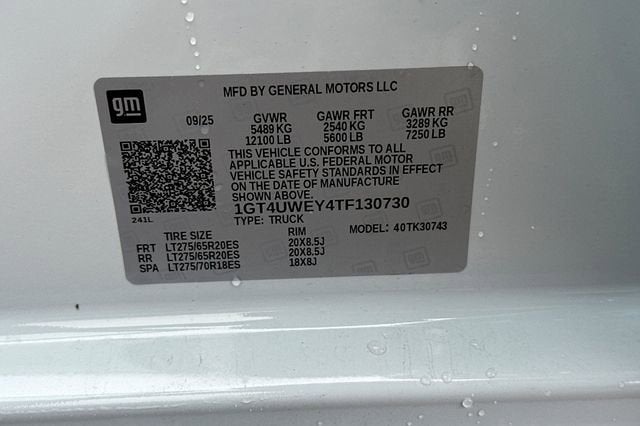 gm
MFD BY GENERAL MOTORS LLC
09/25
GVWR GAWR FRT GAWR RR
5489 KG 2540 KG 3289 KG
12100 LB 5600 LB 7250 LB
THIS VEHICLE CONFORMS TO ALL
APPLICABLE U.S. FEDERAL MOTOR
VEHICLE SAFETY STANDARDS IN EFFECT
ON THE DATE OF MANUFACTURE
SHOWN ABOVE.
1GT4UWEY4TF130730
241L
TYPE: TRUCK
MODEL: 40TK30743
TIRE SIZE RIM
FRT LT275/65R20ES 20X8.5J
RR LT275/65R20ES 20X8.5J
SPA LT275/70R18ES 18X8J